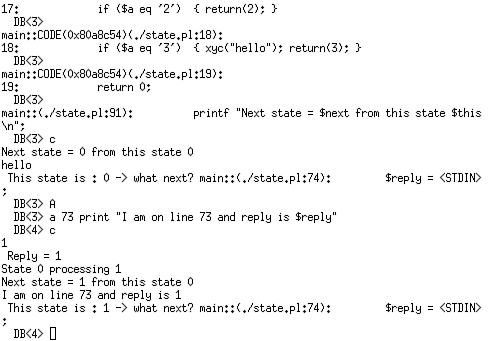 17:             if ($a eq '2')  { return(2); }
  DB<3>
main::CODE(0x80a8c54)(./state.pl:18):
18:             if ($a eq '3')  { xyc("hello"); return(3); }
  DB<3>
main::CODE(0x80a8c54)(./state.pl:19):
19:             return 0;
  DB<3>
main::(./state.pl:91):          printf "Next state = $next from this state $this
\n";
  DB<3> c
Next state = 0 from this state 0
hello
 This state is : 0 -> what next? main::(./state.pl:74):         $reply = <STDIN>
;
  DB<3> A
  DB<3> a 73 print "I am on line 73 and reply is $reply"
  DB<4> c
1
 Reply = 1
State 0 processing 1
Next state = 1 from this state 0
I am on line 73 and reply is 1
 This state is : 1 -> what next? main::(./state.pl:74):         $reply = <STDIN>
;
  DB<4>